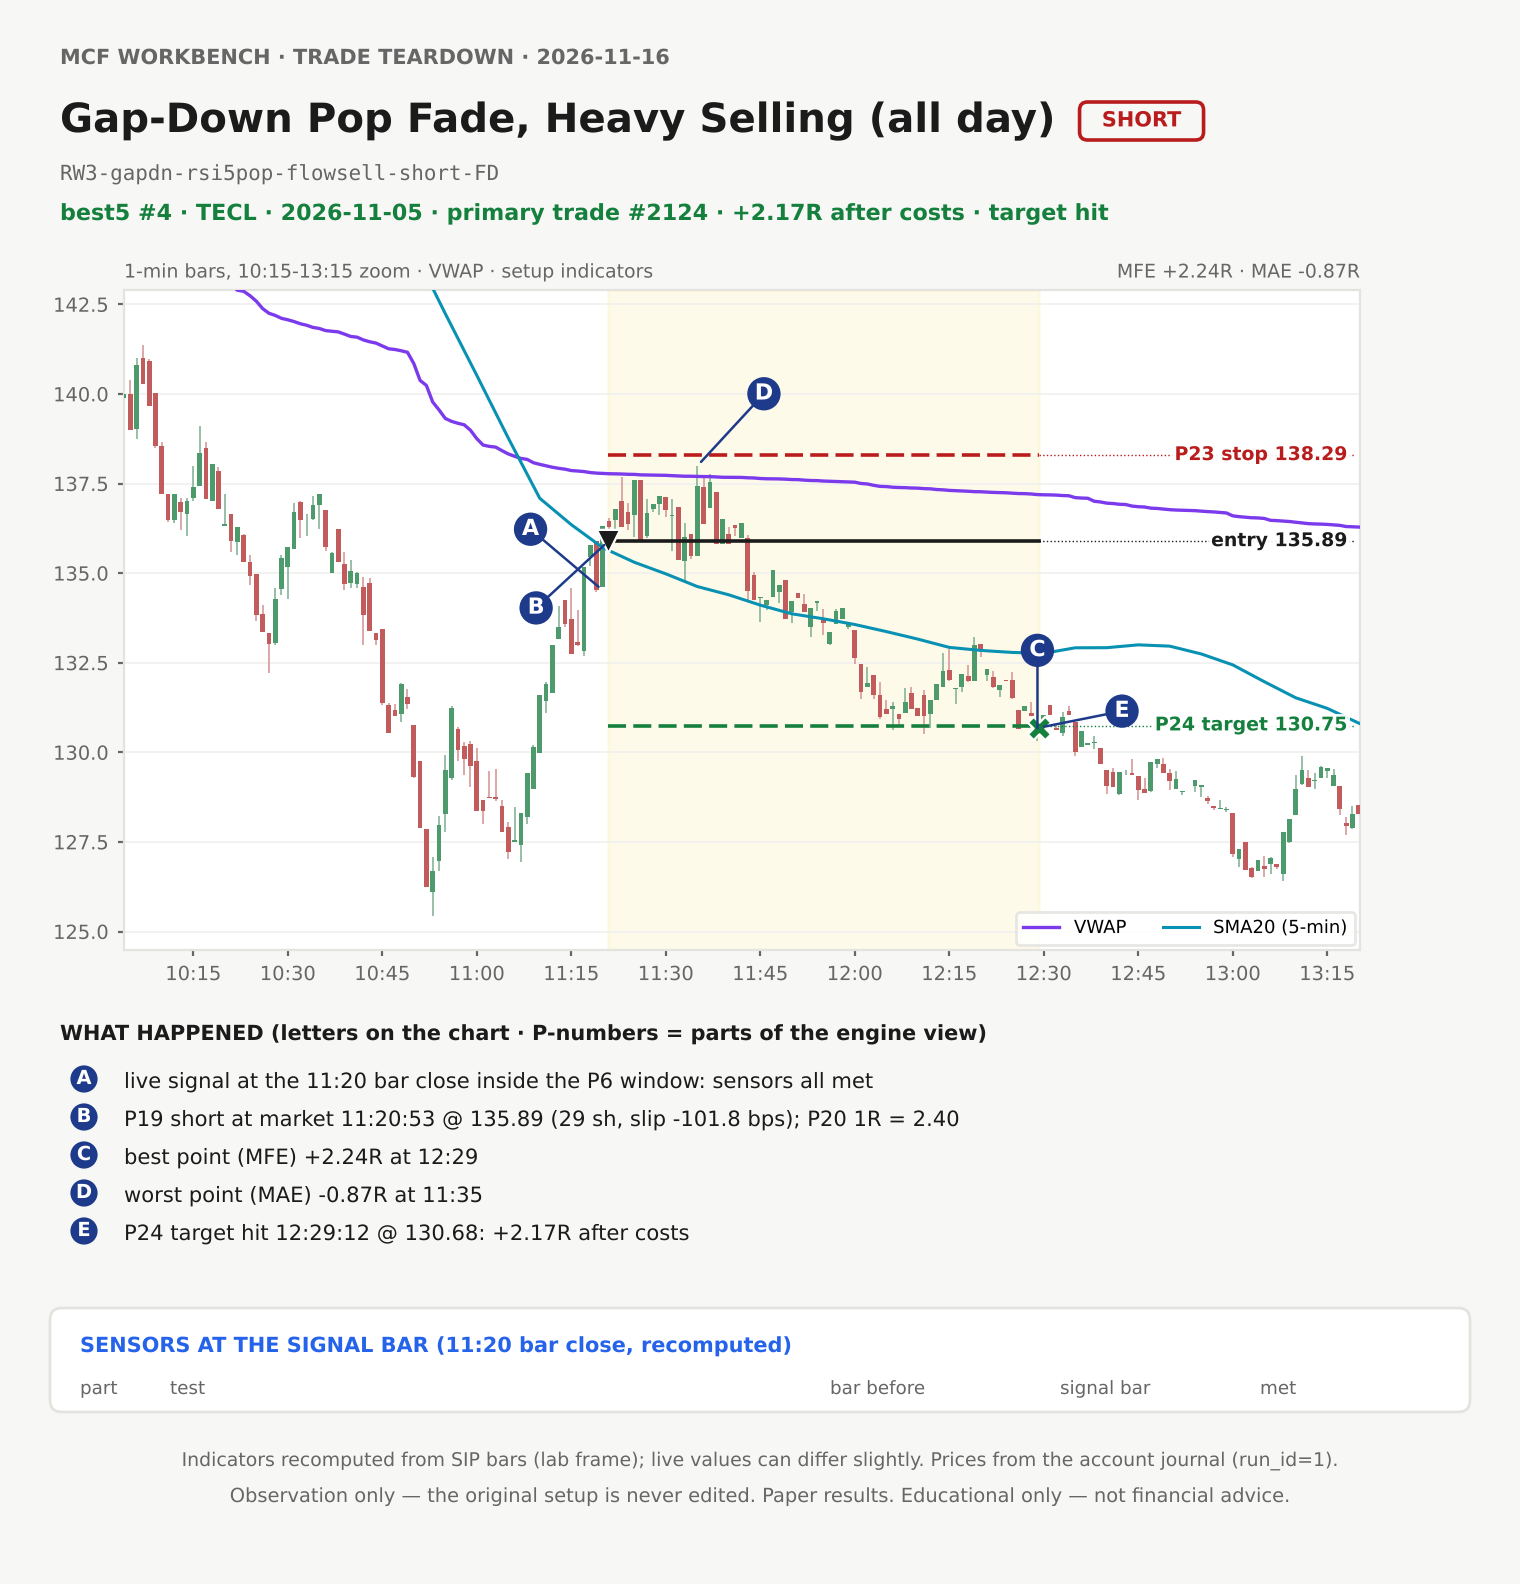 MCF WORKBENCH · TRADE TEARDOWN · 2026-11-16
Gap-Down Pop Fade, Heavy Selling (all day) SHORT
RW3-gapdn-rsi5pop-flowsell-short-FD
best5 #4 · TECL · 2026-11-05 · primary trade #2124 · +2.17R after costs · target hit
1-min bars, 10:15-13:15 zoom · VWAP · setup indicators MFE +2.24R · MAE -0.87R
142.5
140.0
137.5
135.0
132.5
130.0
127.5
125.0
D
P23 stop 138.29
A
entry 135.89
B
C
E
P24 target 130.75
VWAP SMA20 (5-min)
10:15 10:30 10:45 11:00 11:15 11:30 11:45 12:00 12:15 12:30 12:45 13:00 13:15
WHAT HAPPENED (letters on the chart · P-numbers = parts of the engine view)
A live signal at the 11:20 bar close inside the P6 window: sensors all met
B P19 short at market 11:20:53 @ 135.89 (29 sh, slip -101.8 bps); P20 1R = 2.40
C best point (MFE) +2.24R at 12:29
D worst point (MAE) -0.87R at 11:35
E P24 target hit 12:29:12 @ 130.68: +2.17R after costs
SENSORS AT THE SIGNAL BAR (11:20 bar close, recomputed)
part test bar before signal bar met
Indicators recomputed from SIP bars (lab frame); live values can differ slightly. Prices from the account journal (run_id=1).
Observation only — the original setup is never edited. Paper results. Educational only — not financial advice.